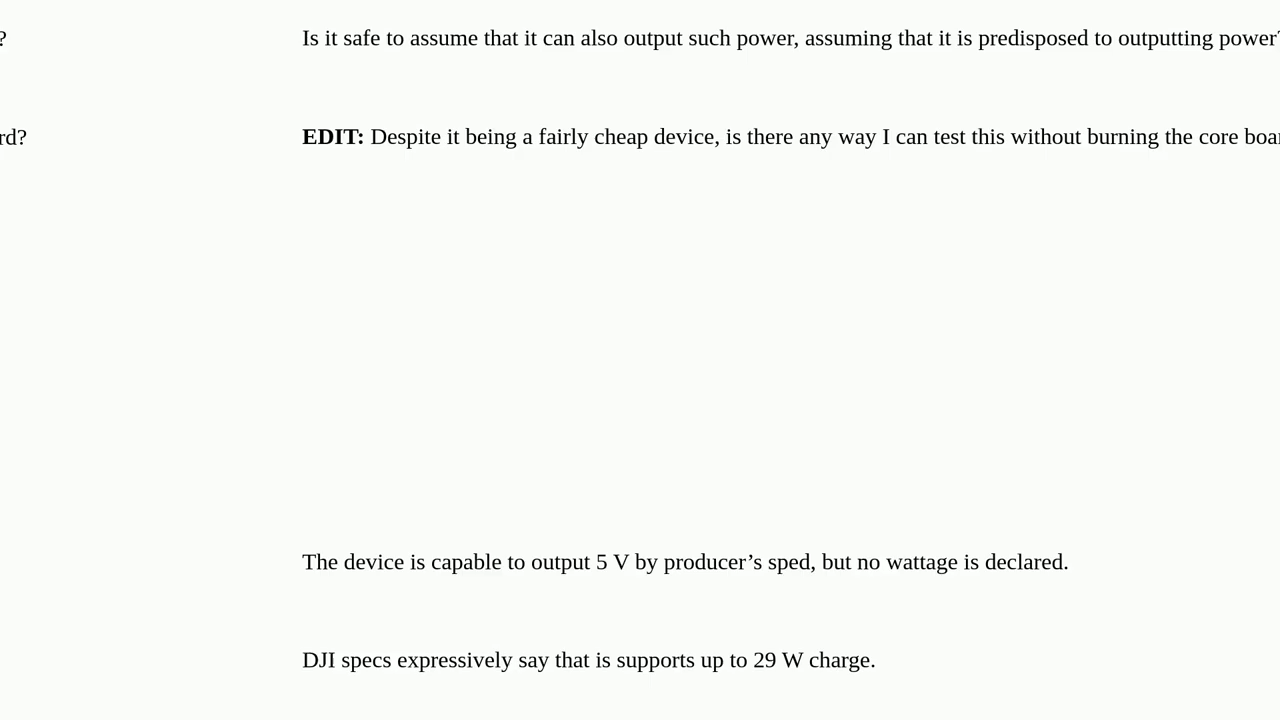 ?
Is it safe to assume that it can also output such power, assuming that it is predisposed to outputting power?
rd?
EDIT: Despite it being a fairly cheap device, is there any way I can test this without burning the core boar
The device is capable to output 5 V by producer’s sped, but no wattage is declared.
DJI specs expressively say that is supports up to 29 W charge.